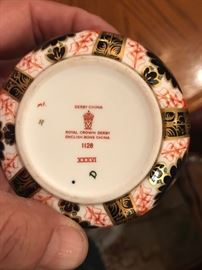 DERBY CHINA
ROYAL CROWN DERBY
ENGLISH BONE CHINA
1128
XXXVI
D